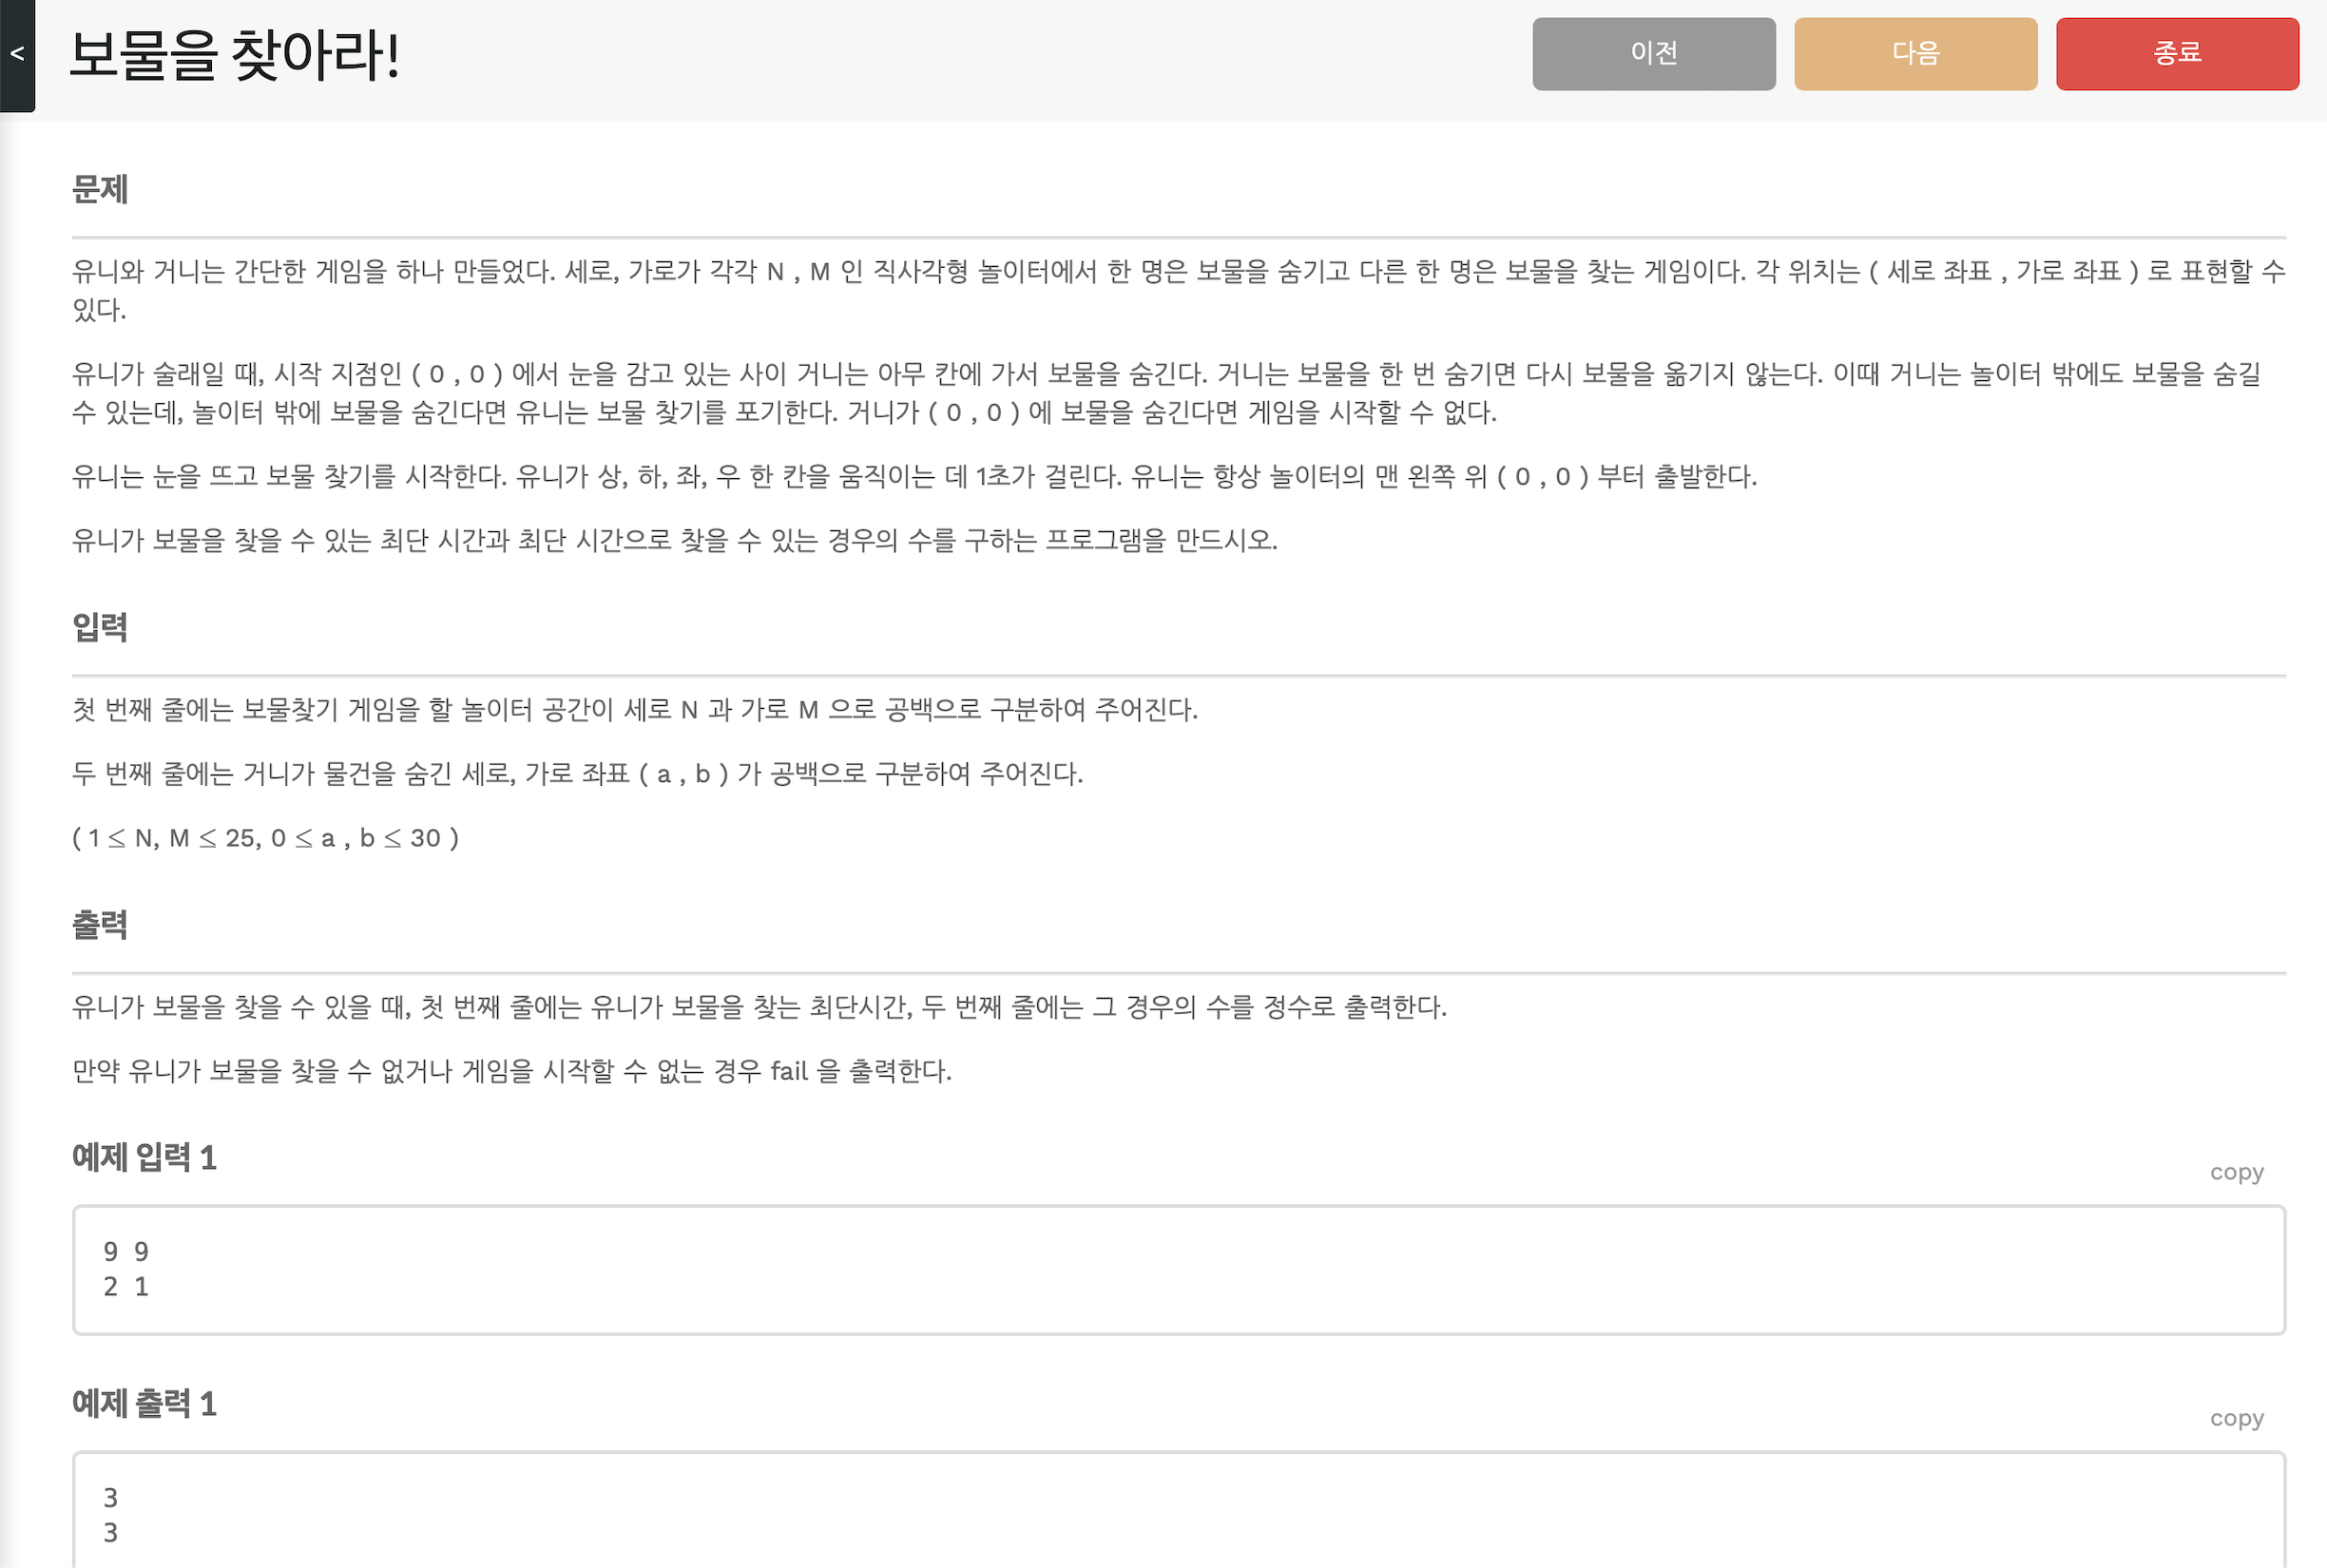 <
보물을 찾아라!
이전
다음
종료
문제
유니와 거니는 간단한 게임을 하나 만들었다. 세로, 가로가 각각 N , M 인 직사각형 놀이터에서 한 명은 보물을 숨기고 다른 한 명은 보물을 찾는 게임이다. 각 위치는 ( 세로 좌표 , 가로 좌표 ) 로 표현할 수
있다.
유니가 술래일 때, 시작 지점인 ( 0 , 0 ) 에서 눈을 감고 있는 사이 거니는 아무 칸에 가서 보물을 숨긴다. 거니는 보물을 한 번 숨기면 다시 보물을 옮기지 않는다. 이때 거니는 놀이터 밖에도 보물을 숨길
수 있는데, 놀이터 밖에 보물을 숨긴다면 유니는 보물 찾기를 포기한다. 거니가 ( 0 , 0 ) 에 보물을 숨긴다면 게임을 시작할 수 없다.
유니는 눈을 뜨고 보물 찾기를 시작한다. 유니가 상, 하, 좌, 우 한 칸을 움직이는 데 1초가 걸린다. 유니는 항상 놀이터의 맨 왼쪽 위 ( 0 , 0 ) 부터 출발한다.
유니가 보물을 찾을 수 있는 최단 시간과 최단 시간으로 찾을 수 있는 경우의 수를 구하는 프로그램을 만드시오.
입력
첫 번째 줄에는 보물찾기 게임을 할 놀이터 공간이 세로 N 과 가로 M 으로 공백으로 구분하여 주어진다.
두 번째 줄에는 거니가 물건을 숨긴 세로, 가로 좌표 ( a , b ) 가 공백으로 구분하여 주어진다.
( 1 ≤ N, M ≤ 25, 0 ≤ a , b ≤ 30 )
출력
유니가 보물을 찾을 수 있을 때, 첫 번째 줄에는 유니가 보물을 찾는 최단시간, 두 번째 줄에는 그 경우의 수를 정수로 출력한다.
만약 유니가 보물을 찾을 수 없거나 게임을 시작할 수 없는 경우 fail 을 출력한다.
예제 입력 1
copy
9 9
2 1
예제 출력 1
copy
3
3